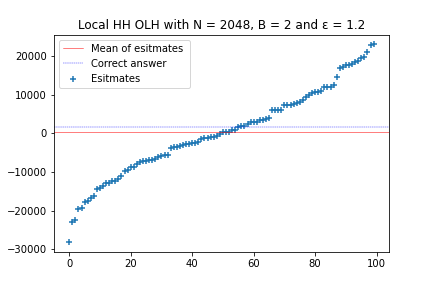 Local HH OLH with N = 2048, B = 2 and ε = 1.2
Mean of esitmates
Correct answer
Esitmates
20000
10000
0
−10000
−20000
−30000
0 20 40 60 80 100